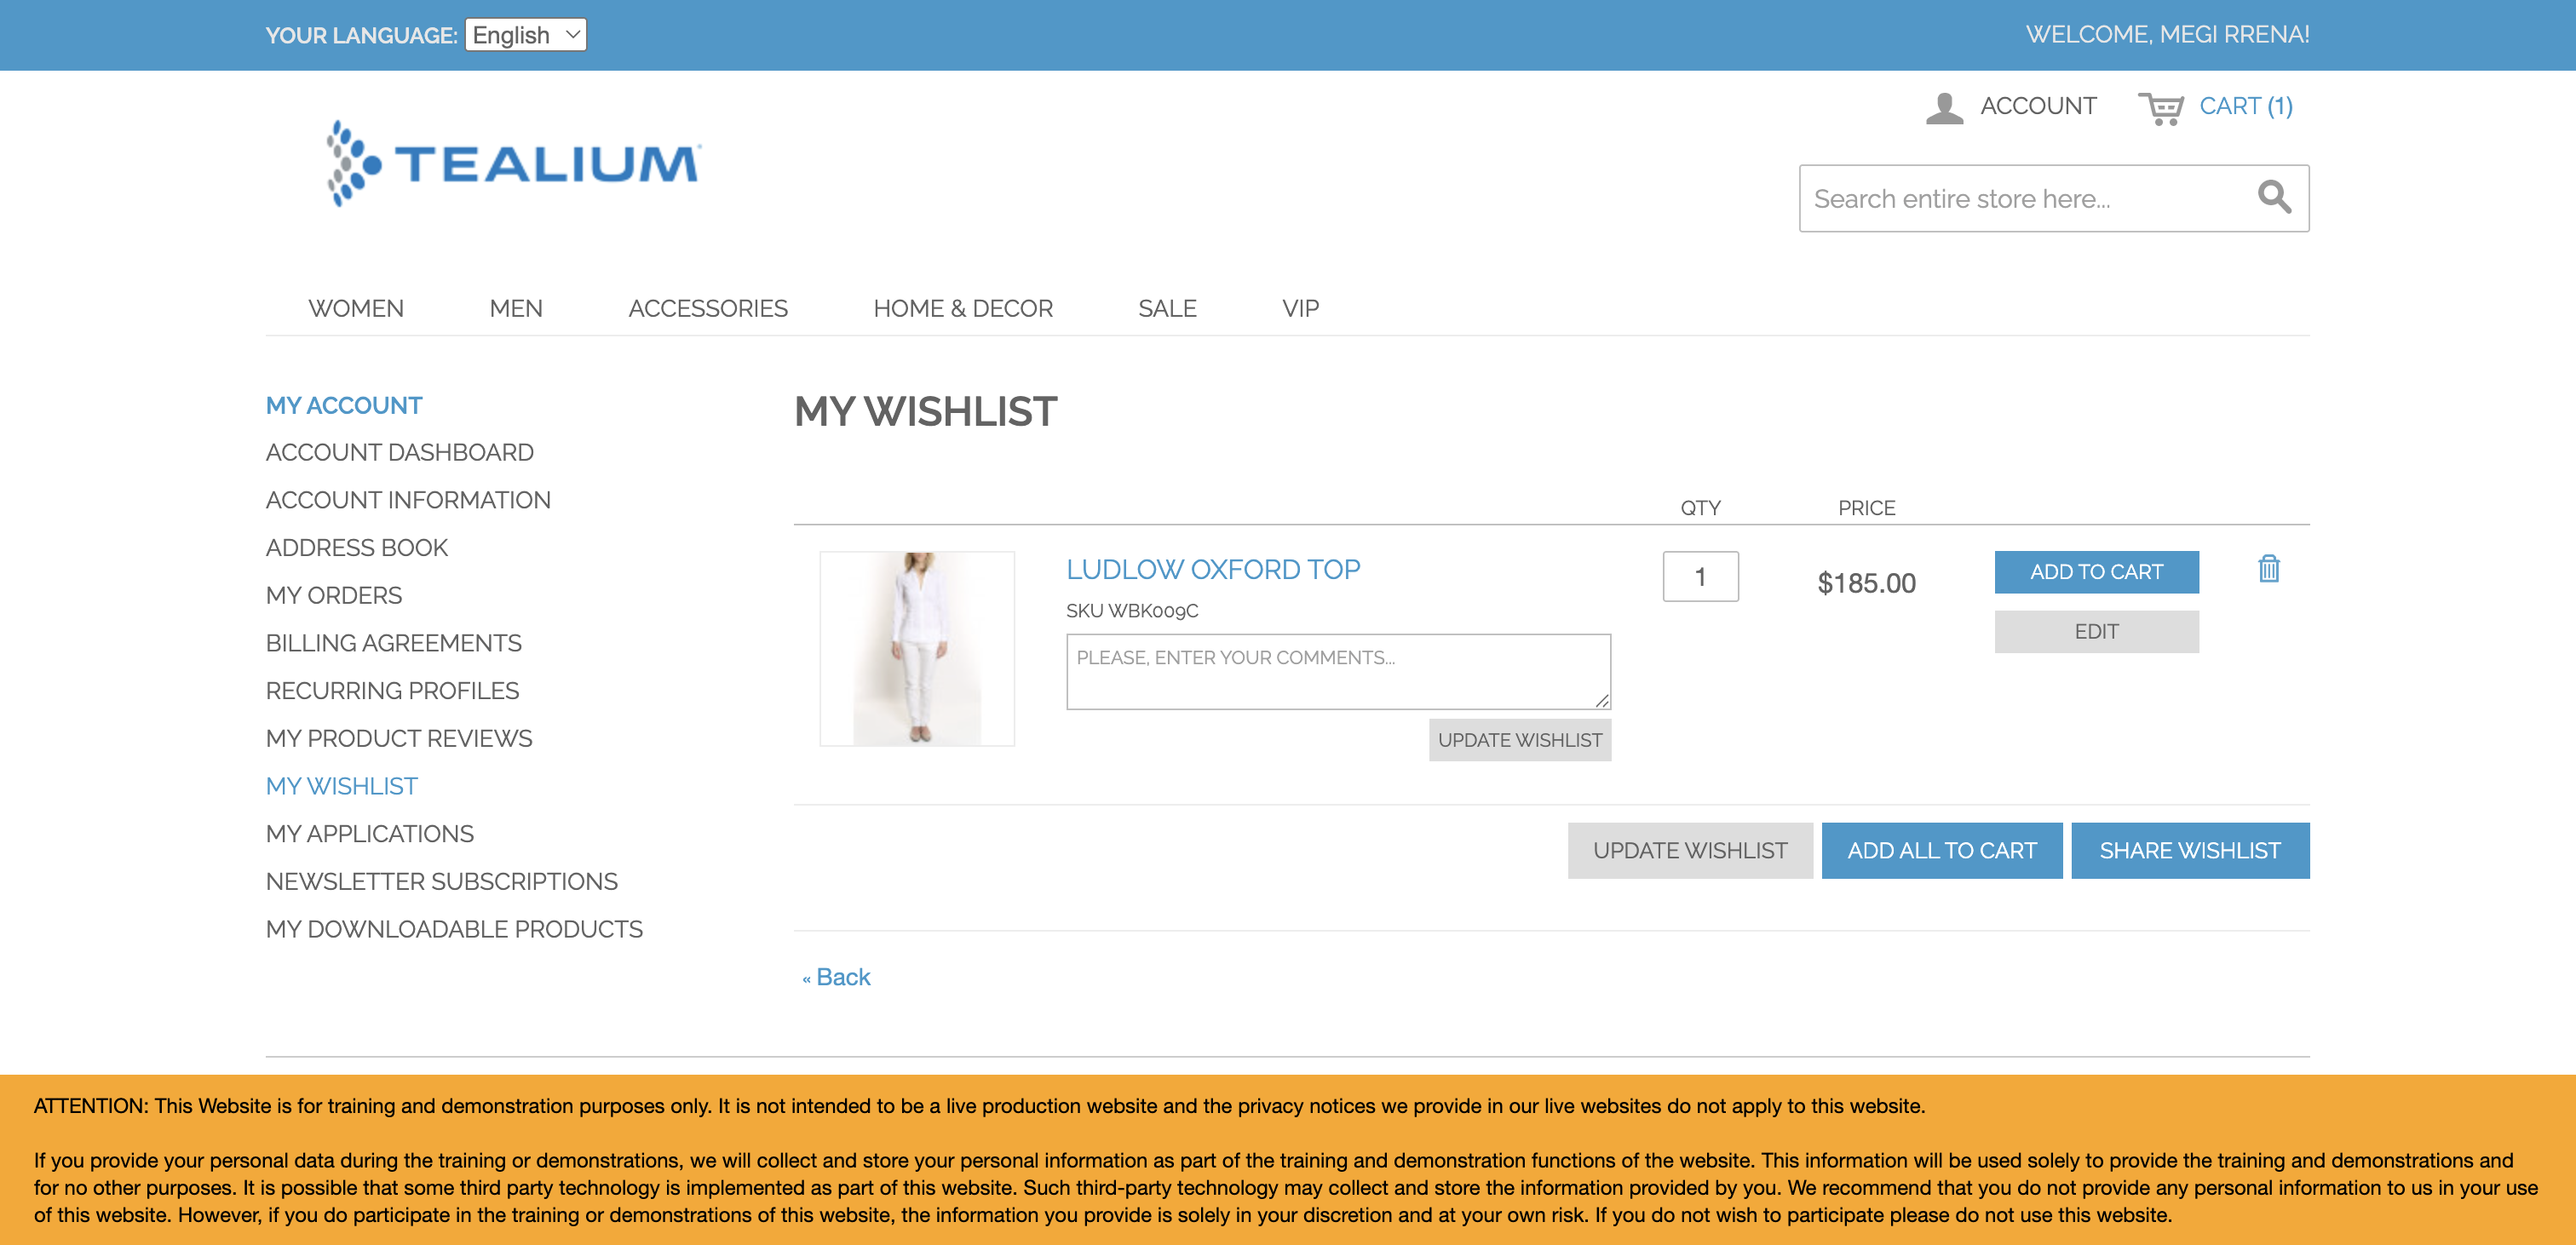 YOUR LANGUAGE: English
WELCOME, MEGI RRENA!
ACCOUNT
CART (1)
TEALIUM
Search entire store here...
WOMEN
MEN
ACCESSORIES
HOME & DECOR
SALE
VIP
MY ACCOUNT
ACCOUNT DASHBOARD
ACCOUNT INFORMATION
ADDRESS BOOK
MY ORDERS
BILLING AGREEMENTS
RECURRING PROFILES
MY PRODUCT REVIEWS
MY WISHLIST
MY APPLICATIONS
NEWSLETTER SUBSCRIPTIONS
MY DOWNLOADABLE PRODUCTS
MY WISHLIST
QTY
PRICE
LUDLOW OXFORD TOP
SKU WBK009C
PLEASE, ENTER YOUR COMMENTS...
UPDATE WISHLIST
1
$185.00
ADD TO CART
EDIT
UPDATE WISHLIST
ADD ALL TO CART
SHARE WISHLIST
« Back
ATTENTION: This Website is for training and demonstration purposes only. It is not intended to be a live production website and the privacy notices we provide in our live websites do not apply to this website.
If you provide your personal data during the training or demonstrations, we will collect and store your personal information as part of the training and demonstration functions of the website. This information will be used solely to provide the training and demonstrations and
for no other purposes. It is possible that some third party technology is implemented as part of this website. Such third-party technology may collect and store the information provided by you. We recommend that you do not provide any personal information to us in your use
of this website. However, if you do participate in the training or demonstrations of this website, the information you provide is solely in your discretion and at your own risk. If you do not wish to participate please do not use this website.